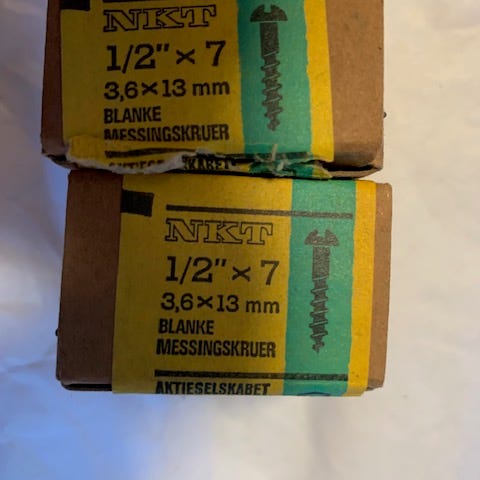 NKT
1/2" × 7
3,6 × 13 mm
BLANKE
MESSINGSKRUER
AKTIESELSKABET
NKT
1/2" × 7
3,6 × 13 mm
BLANKE
MESSINGSKRUER
AKTIESELSKABET